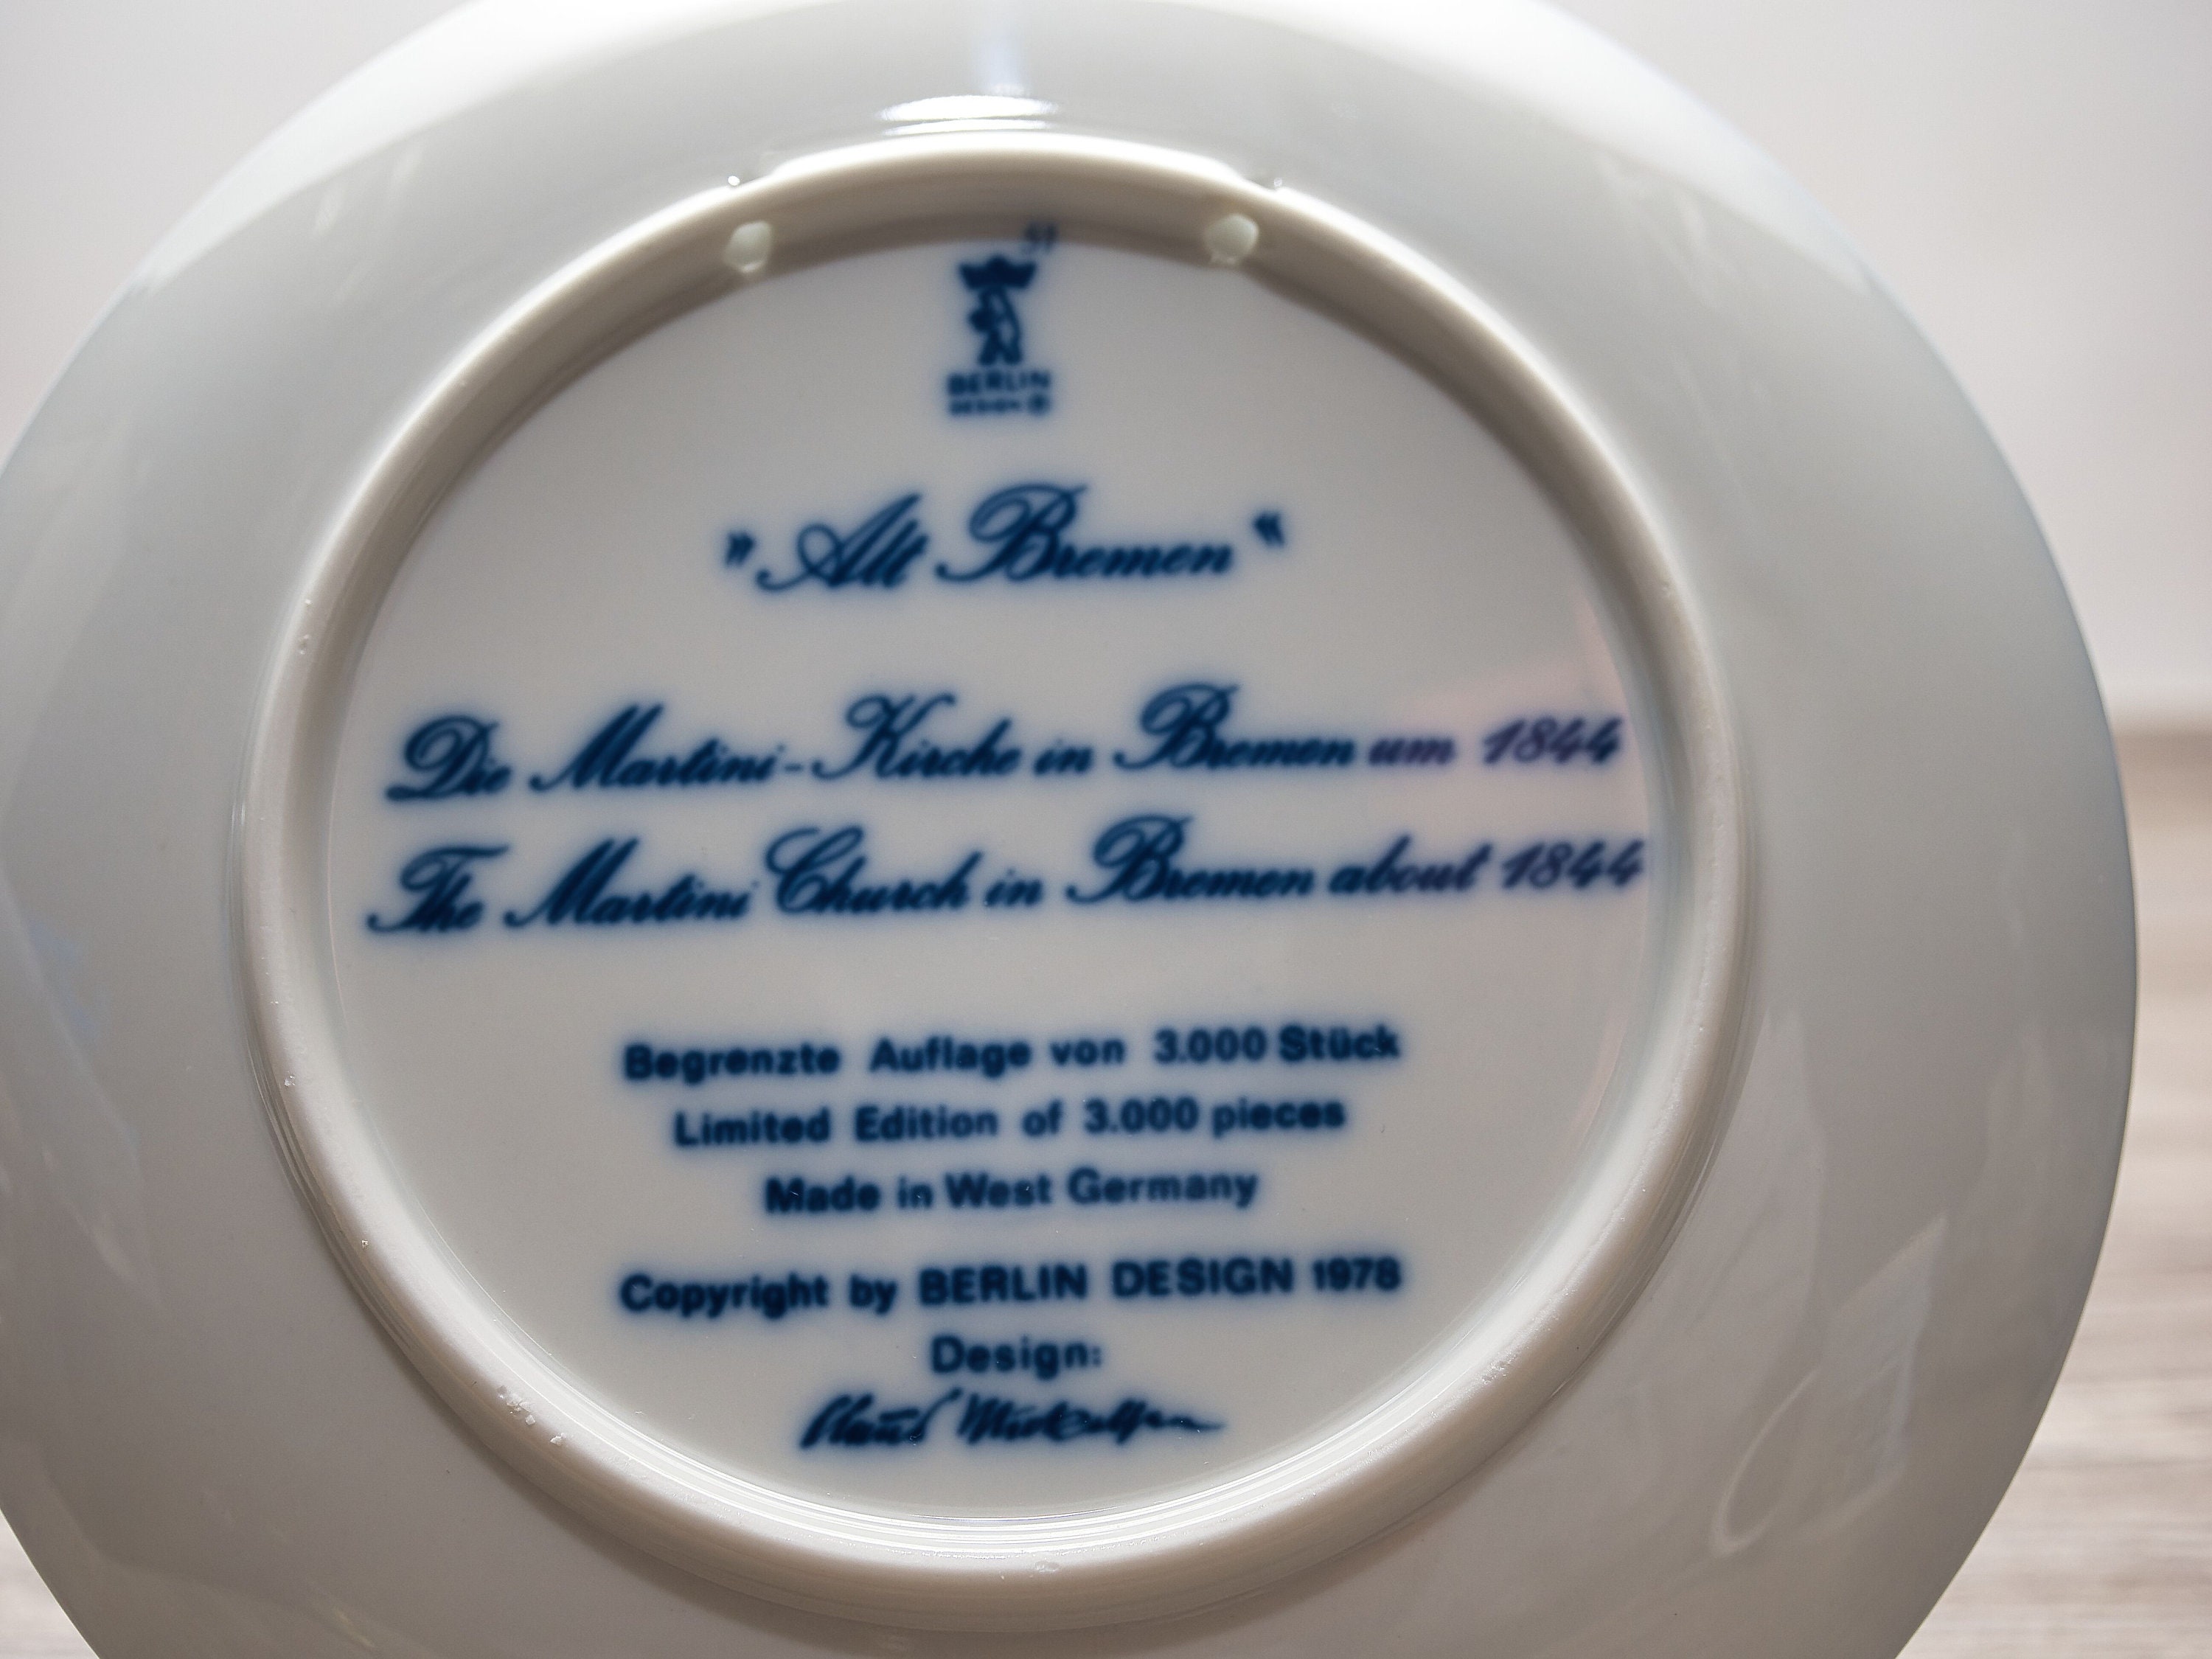 BERLIN
DESIGN
"Alt Bremen"
Die Martini-Kirche in Bremen um 1844
The Martini Church in Bremen about 1844
Begrenzte Auflage von 3.000 Stück
Limited Edition of 3.000 pieces
Made in West Germany
Copyright by BERLIN DESIGN 1978
Design: